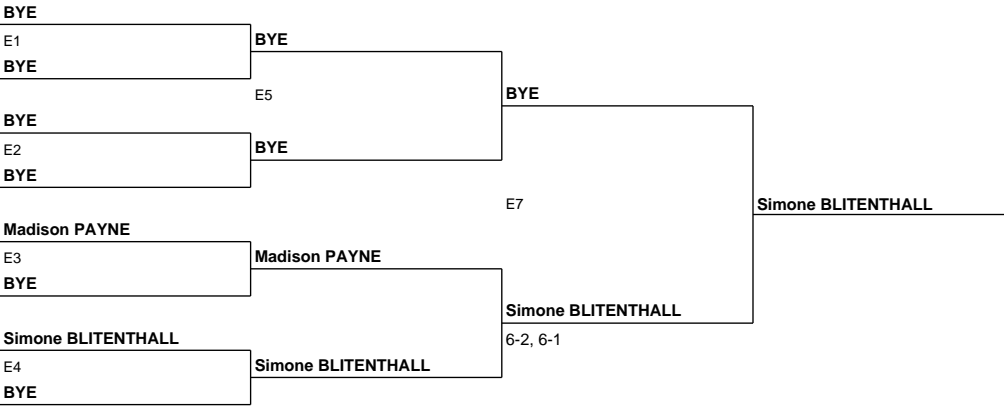 BYE
E1
BYE
BYE
E5
BYE
BYE
E2
BYE
BYE
E7
Simone BLITENTHALL
Madison PAYNE
E3
Madison PAYNE
BYE
Simone BLITENTHALL
Simone BLITENTHALL
6-2, 6-1
E4
Simone BLITENTHALL
BYE